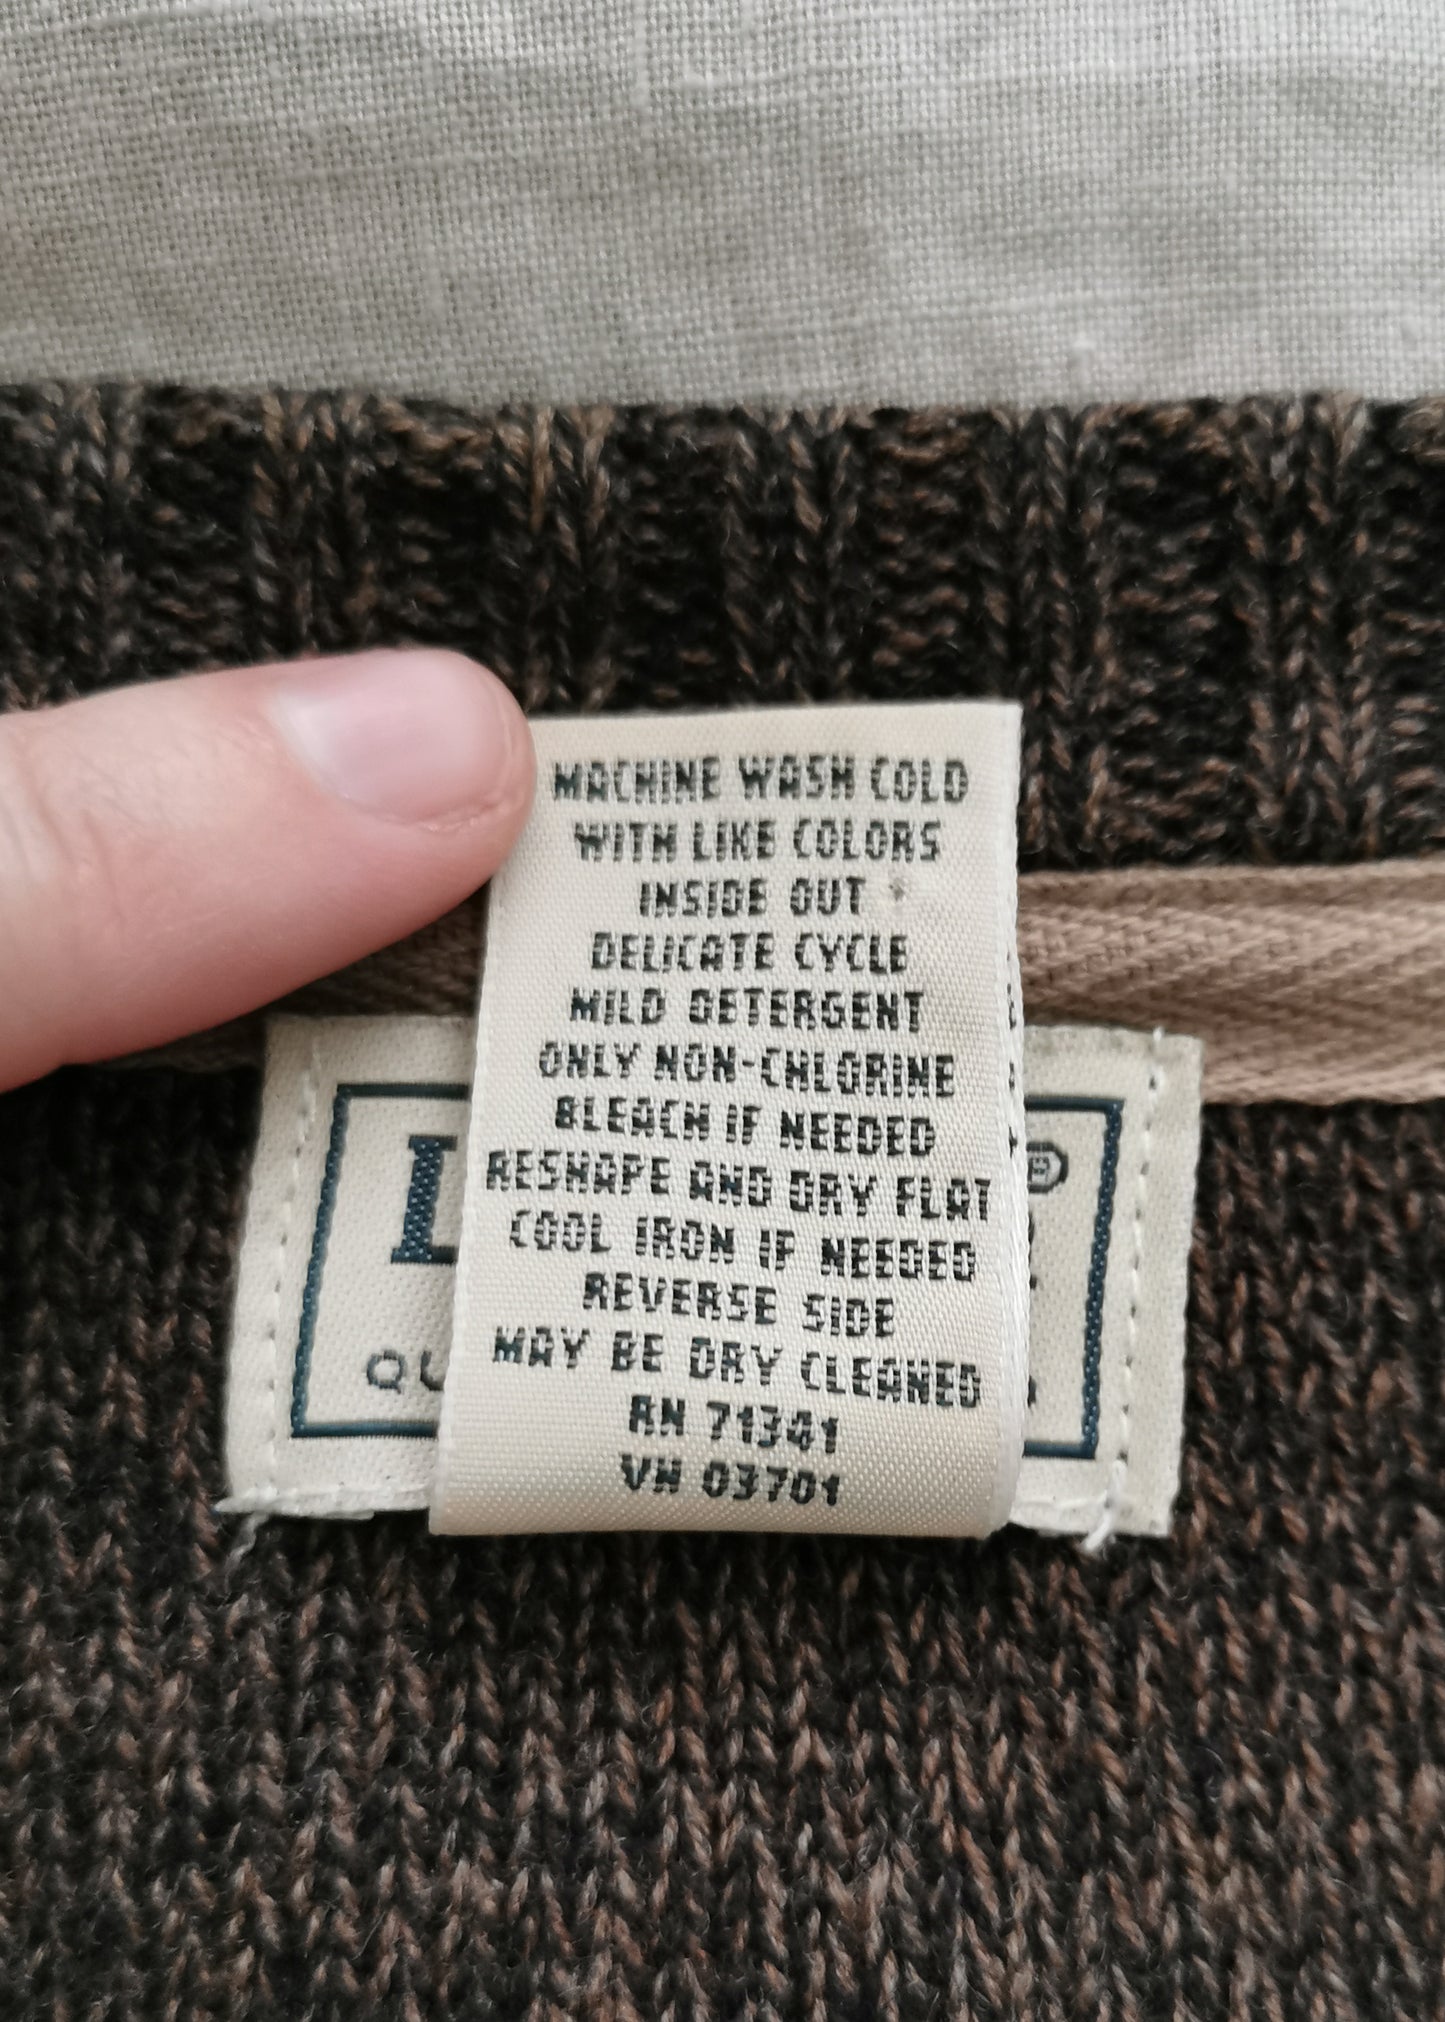 MACHINE WASH COLD
WITH LIKE COLORS
INSIDE OUT
DELICATE CYCLE
MILD DETERGENT
ONLY NON-CHLORINE
BLEACH IF NEEDED
RESHAPE AND DRY FLAT
COOL IRON IF NEEDED
REVERSE SIDE
MAY BE DRY CLEANED
RN 71341
VN 03701
L
®
QU